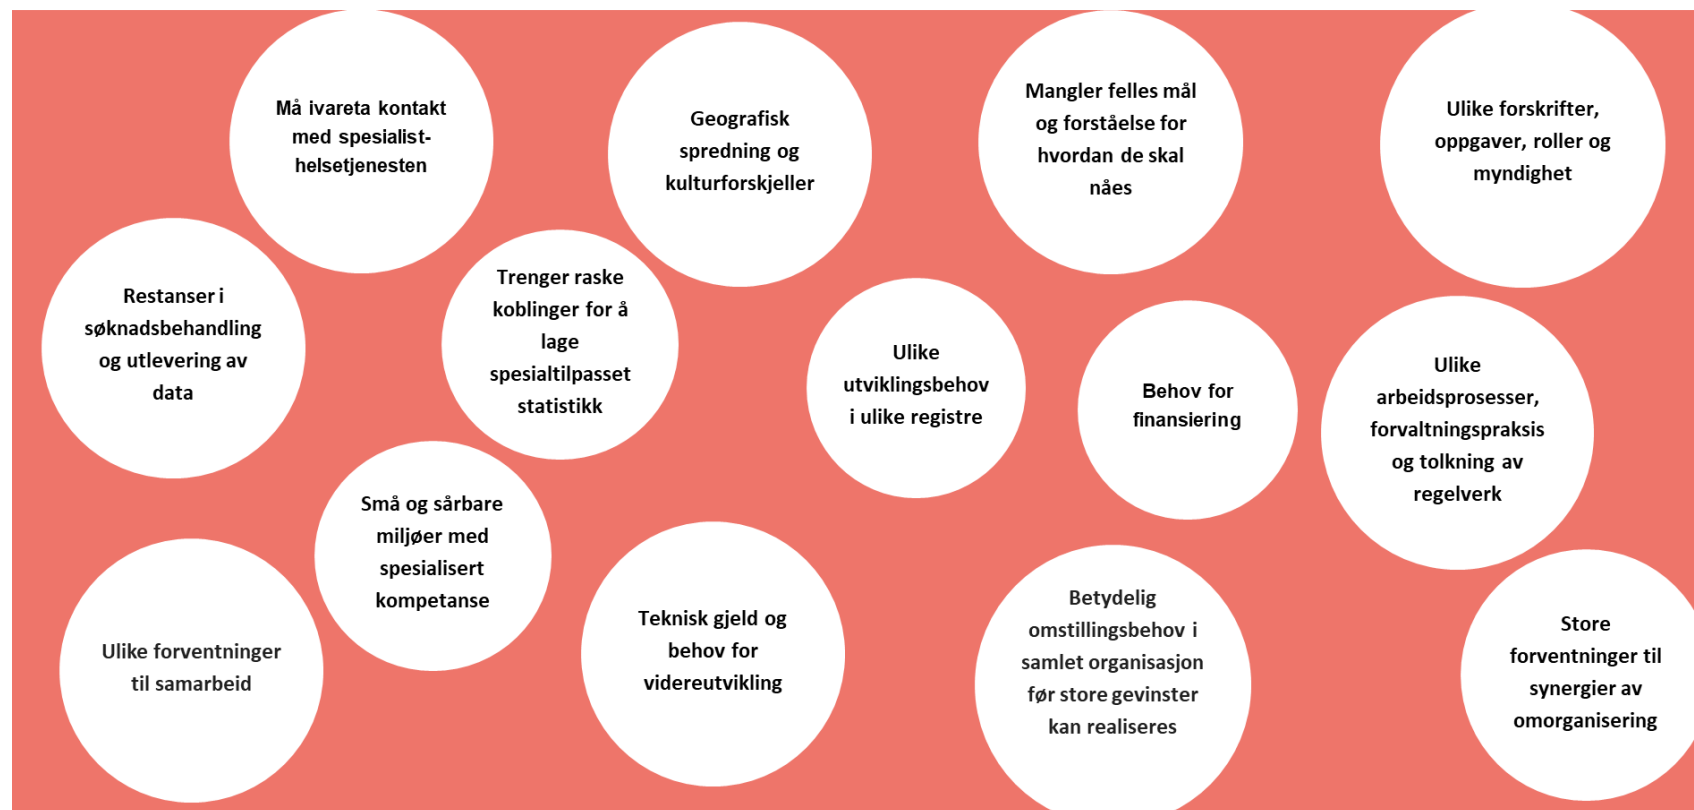 Må ivareta kontakt
med spesialist-
helsetjenesten
Geografisk
spredning og
kulturforskjeller
Mangler felles mål
og forståelse for
hvordan de skal
nåes
Ulike forskrifter,
oppgaver, roller og
myndighet
Restanser i
søknadsbehandling
og utlevering av
data
Trenger raske
koblinger for å
lage
spesialtilpasset
statistikk
Ulike
utviklingsbehov
i ulike registre
Behov for
finansiering
Ulike
arbeidsprosesser,
forvaltningspraksis
og tolkning av
regelverk
Små og sårbare
miljøer med
spesialisert
kompetanse
Ulike forventninger
til samarbeid
Teknisk gjeld og
behov for
videreutvikling
Betydelig
omstillingsbehov i
samlet organisasjon
før store gevinster
kan realiseres
Store
forventninger til
synergier av
omorganisering